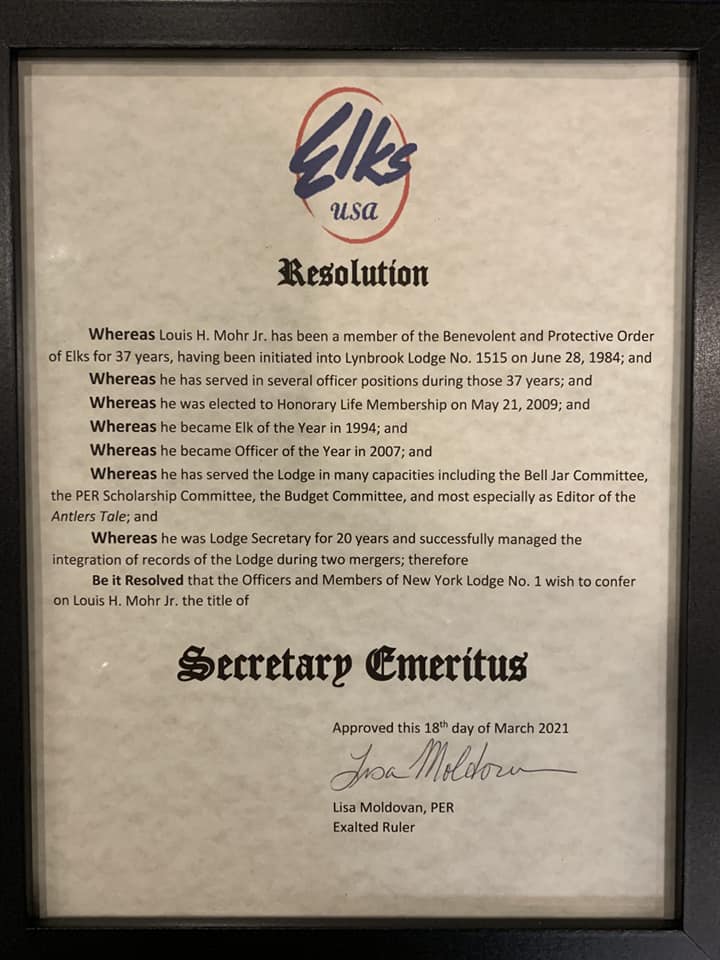 Elks
usa
Resolution
Whereas Louis H. Mohr Jr. has been a member of the Benevolent and Protective Order
of Elks for 37 years, having been initiated into Lynbrook Lodge No. 1515 on June 28, 1984; and
Whereas he has served in several officer positions during those 37 years; and
Whereas he was elected to Honorary Life Membership on May 21, 2009; and
Whereas he became Elk of the Year in 1994; and
Whereas he became Officer of the Year in 2007; and
Whereas he has served the Lodge in many capacities including the Bell Jar Committee,
the PER Scholarship Committee, the Budget Committee, and most especially as Editor of the
Antlers Tale; and
Whereas he was Lodge Secretary for 20 years and successfully managed the
integration of records of the Lodge during two mergers; therefore
Be it Resolved that the Officers and Members of New York Lodge No. 1 wish to confer
on Louis H. Mohr Jr. the title of
Secretary Emeritus
Approved this 18th day of March 2021
Lisa Moldovan
Lisa Moldovan, PER
Exalted Ruler